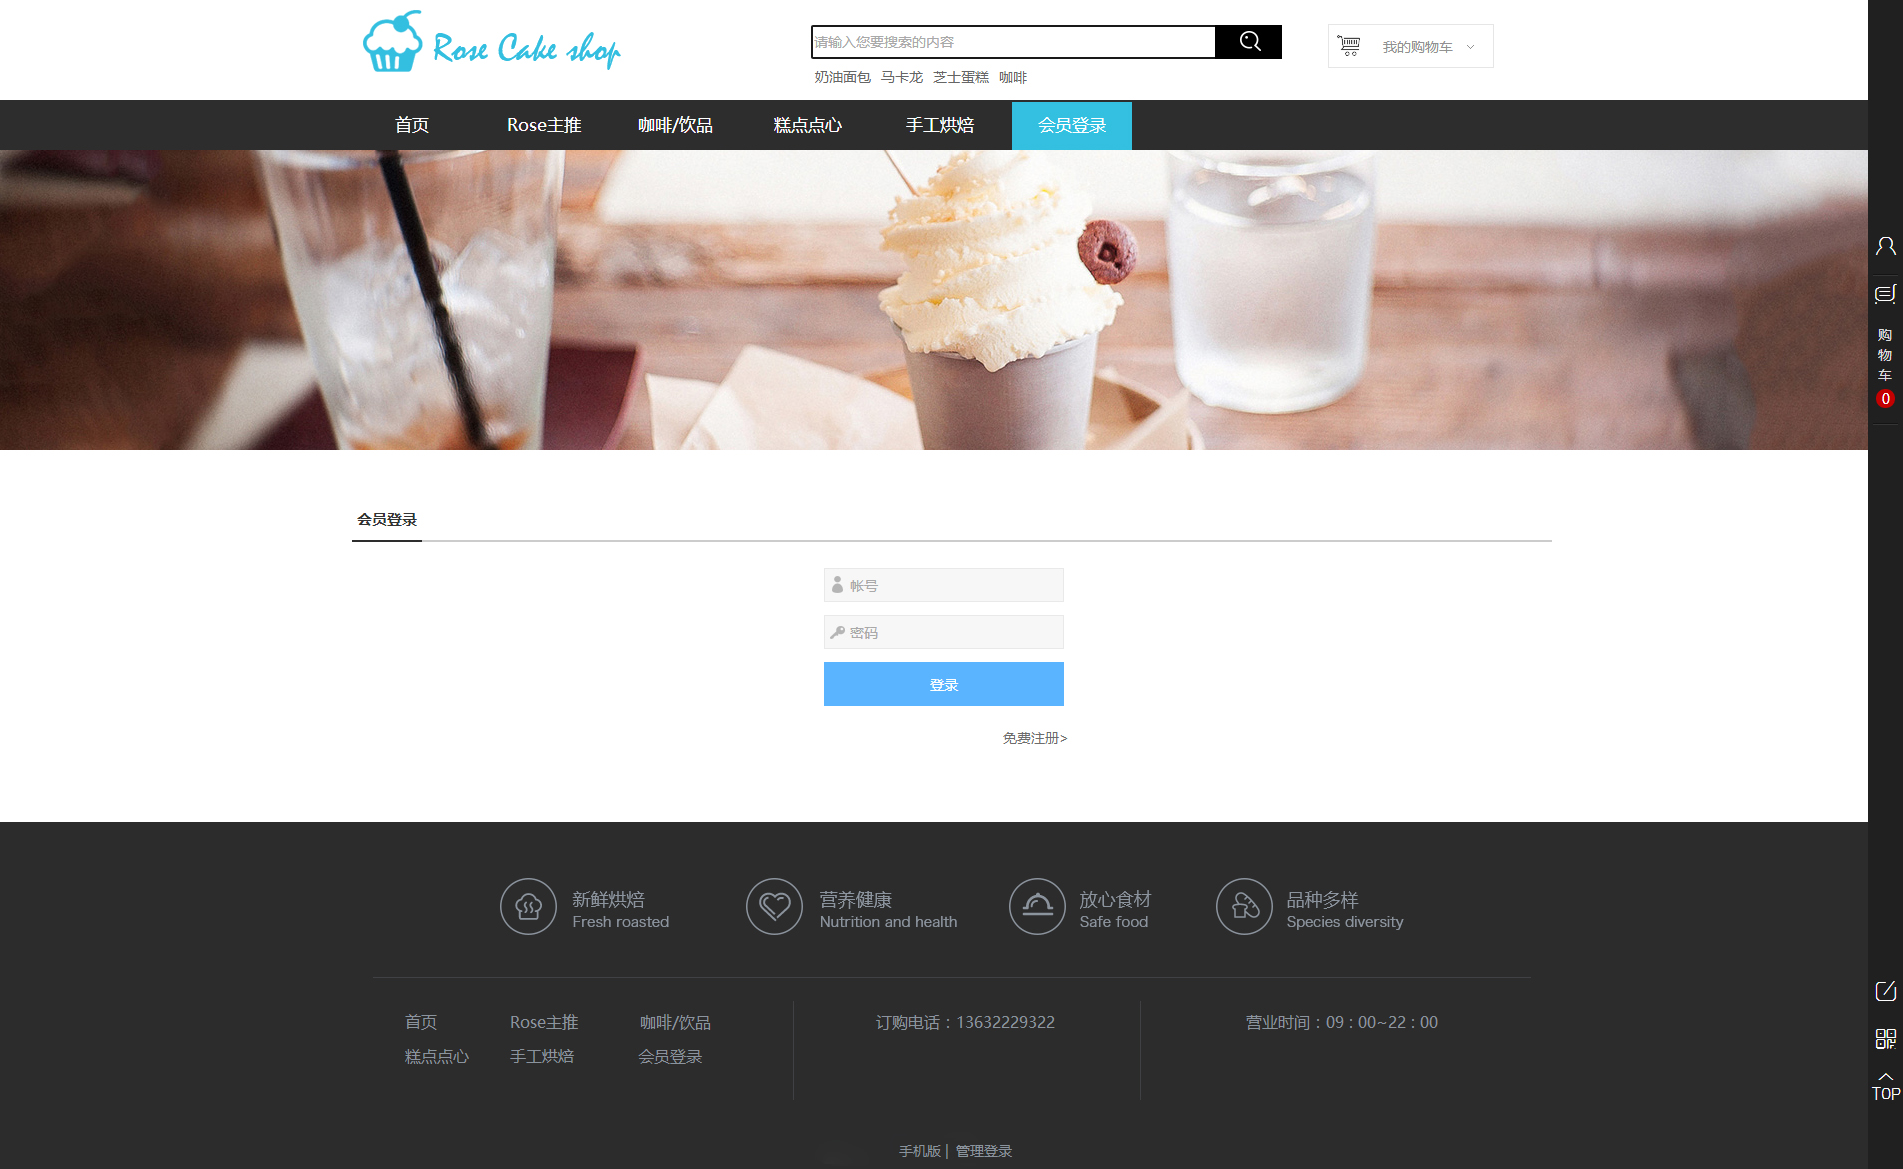 Rose Cake shop
请输入您要搜索的内容
我的购物车
奶油面包 马卡龙 芝士蛋糕 咖啡
首页 Rose主推 咖啡/饮品 糕点点心 手工烘焙 会员登录
购
物
车
0
会员登录
帐号
密码
登录
免费注册>
新鲜烘焙
Fresh roasted
营养健康
Nutrition and health
放心食材
Safe food
品种多样
Species diversity
首页 Rose主推 咖啡/饮品
糕点点心 手工烘焙 会员登录
订购电话：13632229322
营业时间：09：00~22：00
TOP
手机版 | 管理登录